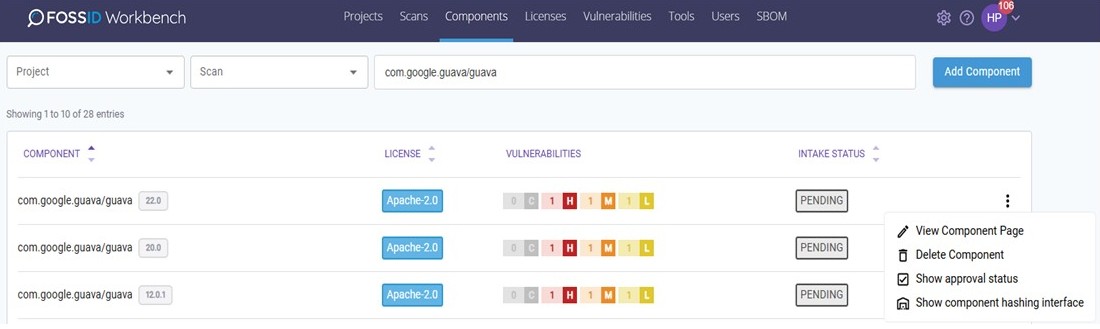 FOSSID Workbench Projects Scans Components Licenses Vulnerabilities Tools Users SBOM HP 106
Project Scan com.google.guava/guava Add Component
Showing 1 to 10 of 28 entries
COMPONENT LICENSE VULNERABILITIES INTAKE STATUS
com.google.guava/guava 22.0 Apache-2.0 0 C 1 H 1 M 1 L PENDING
View Component Page
com.google.guava/guava 20.0 Apache-2.0 0 C 1 H 1 M 1 L PENDING
Delete Component
Show approval status
com.google.guava/guava 12.0.1 Apache-2.0 0 C 1 H 1 M 1 L PENDING
Show component hashing interface